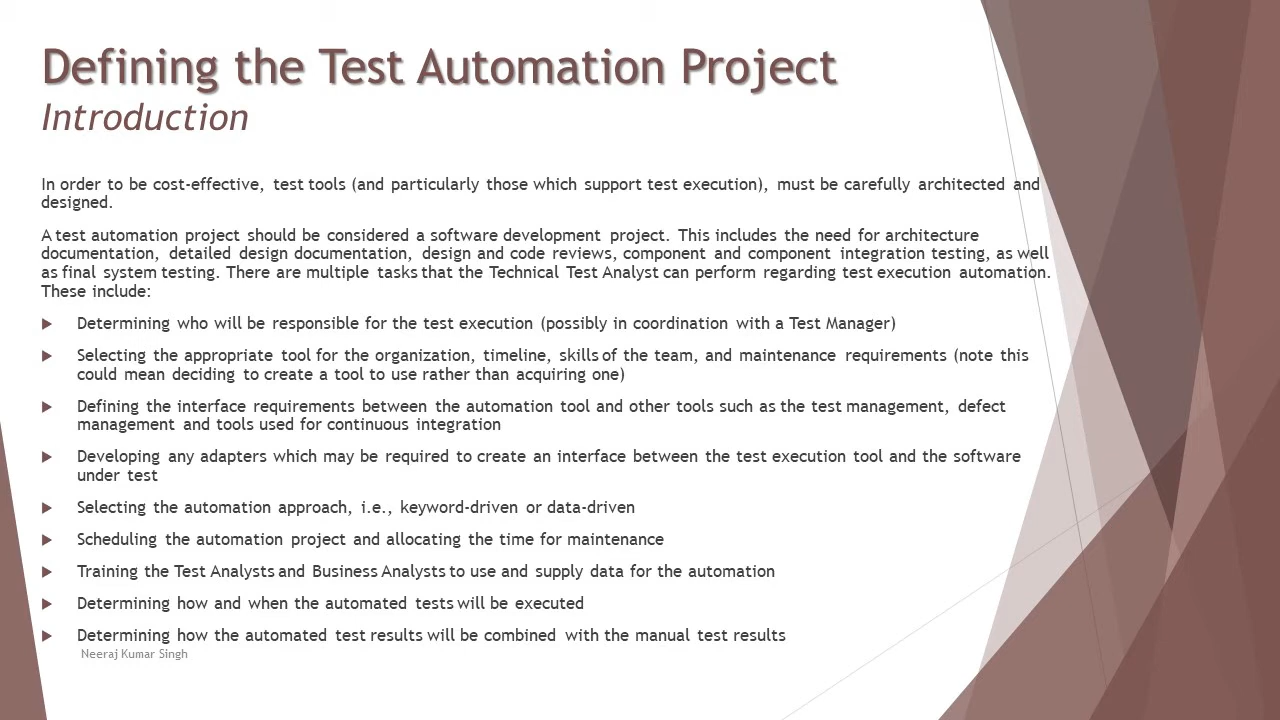 Defining the Test Automation Project
Introduction
In order to be cost-effective, test tools (and particularly those which support test execution), must be carefully architected and
designed.
A test automation project should be considered a software development project. This includes the need for architecture
documentation, detailed design documentation, design and code reviews, component and component integration testing, as well
as final system testing. There are multiple tasks that the Technical Test Analyst can perform regarding test execution automation.
These include:
Determining who will be responsible for the test execution (possibly in coordination with a Test Manager)
Selecting the appropriate tool for the organization, timeline, skills of the team, and maintenance requirements (note this
could mean deciding to create a tool to use rather than acquiring one)
Defining the interface requirements between the automation tool and other tools such as the test management, defect
management and tools used for continuous integration
Developing any adapters which may be required to create an interface between the test execution tool and the software
under test
Selecting the automation approach, i.e., keyword-driven or data-driven
Scheduling the automation project and allocating the time for maintenance
Training the Test Analysts and Business Analysts to use and supply data for the automation
Determining how and when the automated tests will be executed
Determining how the automated test results will be combined with the manual test results
Neeraj Kumar Singh